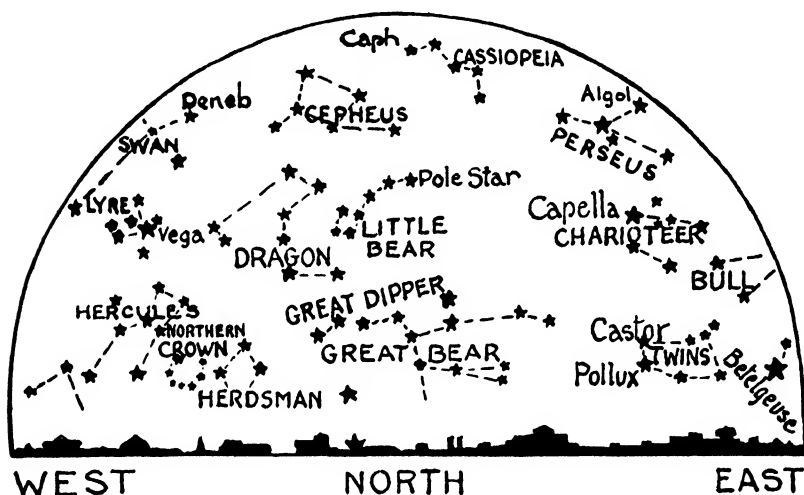 Caph
CASSIOPEIA
Deneb
CEPHEUS
Algol
SWAN
PERSEUS
Pole Star
LYRE
Vega
Capella
LITTLE
BEAR
CHARIOTEER
DRAGON
BULL
GREAT DIPPER
HERCULES
NORTHERN
CROWN
GREAT BEAR
Castor
TWINS
Pollux
Betelgeuse
HERDSMAN
WEST NORTH EAST